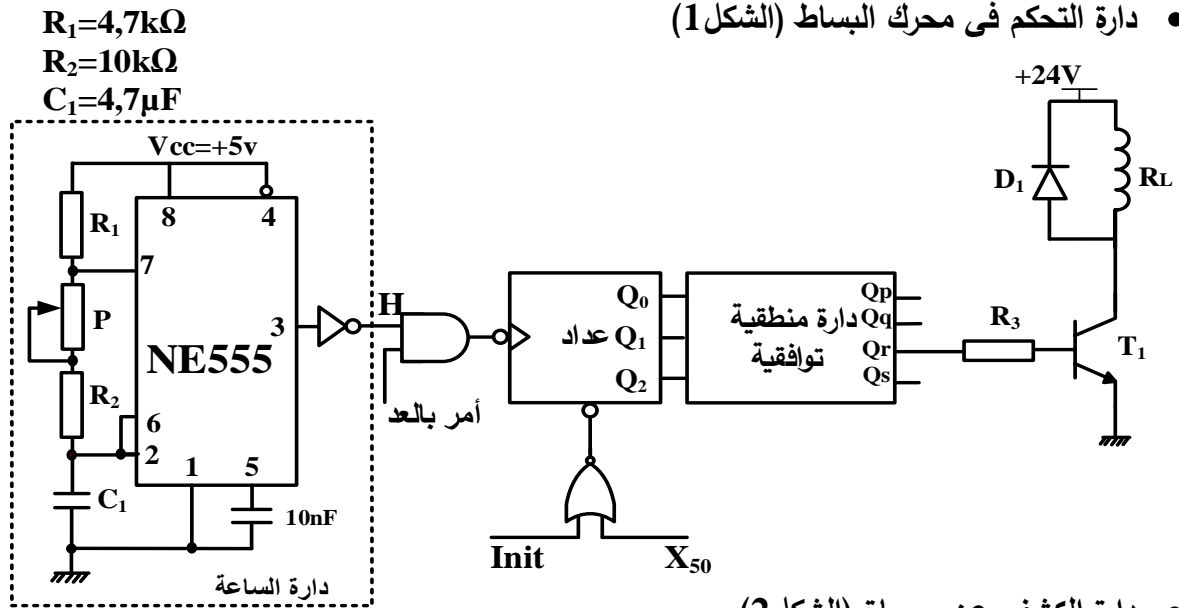 • دارة التحكم في محرك البساط (الشكل1)
R₁=4,7kΩ
R₂=10kΩ
C₁=4,7µF
+24V
Vcc=+5v
8
4
R₁
7
P
3
NE555
R₂
6
2
1
5
C₁
10nF
دارة الساعة
H
أمر بالعد
عداد
Q₀
Q₁
Q₂
Init
X₅₀
دارة منطقية
توافقية
Qp
Qq
Qr
Qs
R₃
D₁
RL
T₁